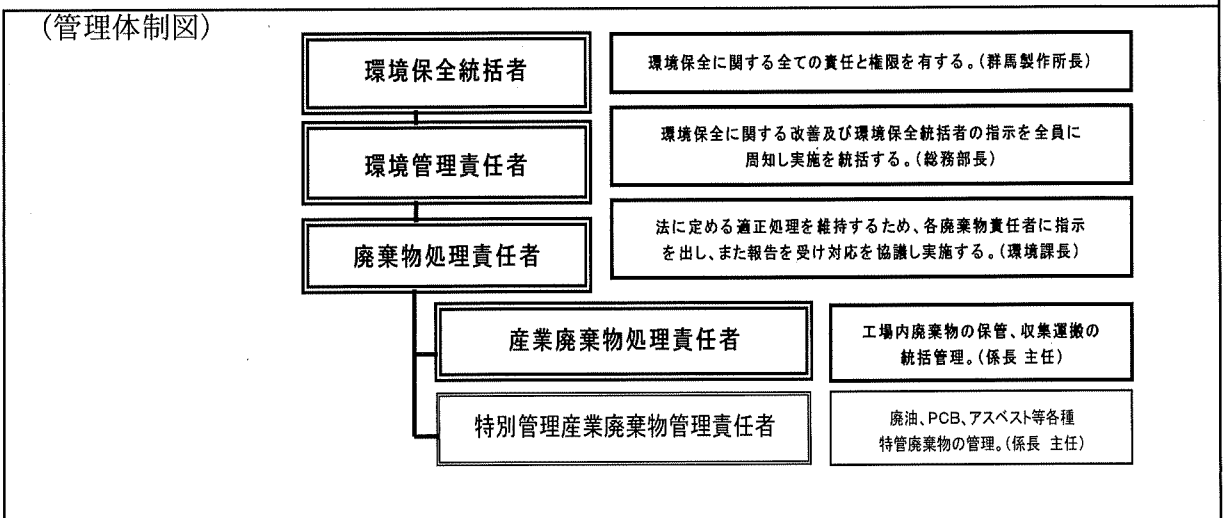 (管理体制図)
環境保全統括者
環境保全に関する全ての責任と権限を有する。(群馬製作所長)
環境管理責任者
環境保全に関する改善及び環境保全統括者の指示を全員に
周知し実施を統括する。(総務部長)
廃棄物処理責任者
法に定める適正処理を維持するため、各廃棄物責任者に指示
を出し、また報告を受け対応を協議し実施する。(環境課長)
産業廃棄物処理責任者
工場内廃棄物の保管、収集運搬の
統括管理。(係長 主任)
特別管理産業廃棄物管理責任者
廃油、PCB、アスベスト等各種
特管廃棄物の管理。(係長 主任)